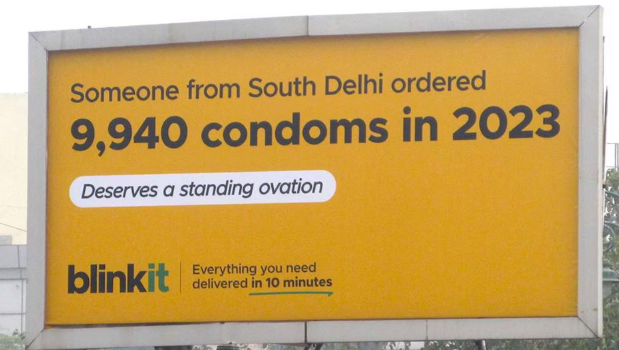 Someone from South Delhi ordered
9,940 condoms in 2023
Deserves a standing ovation
blinkit
Everything you need
delivered in 10 minutes